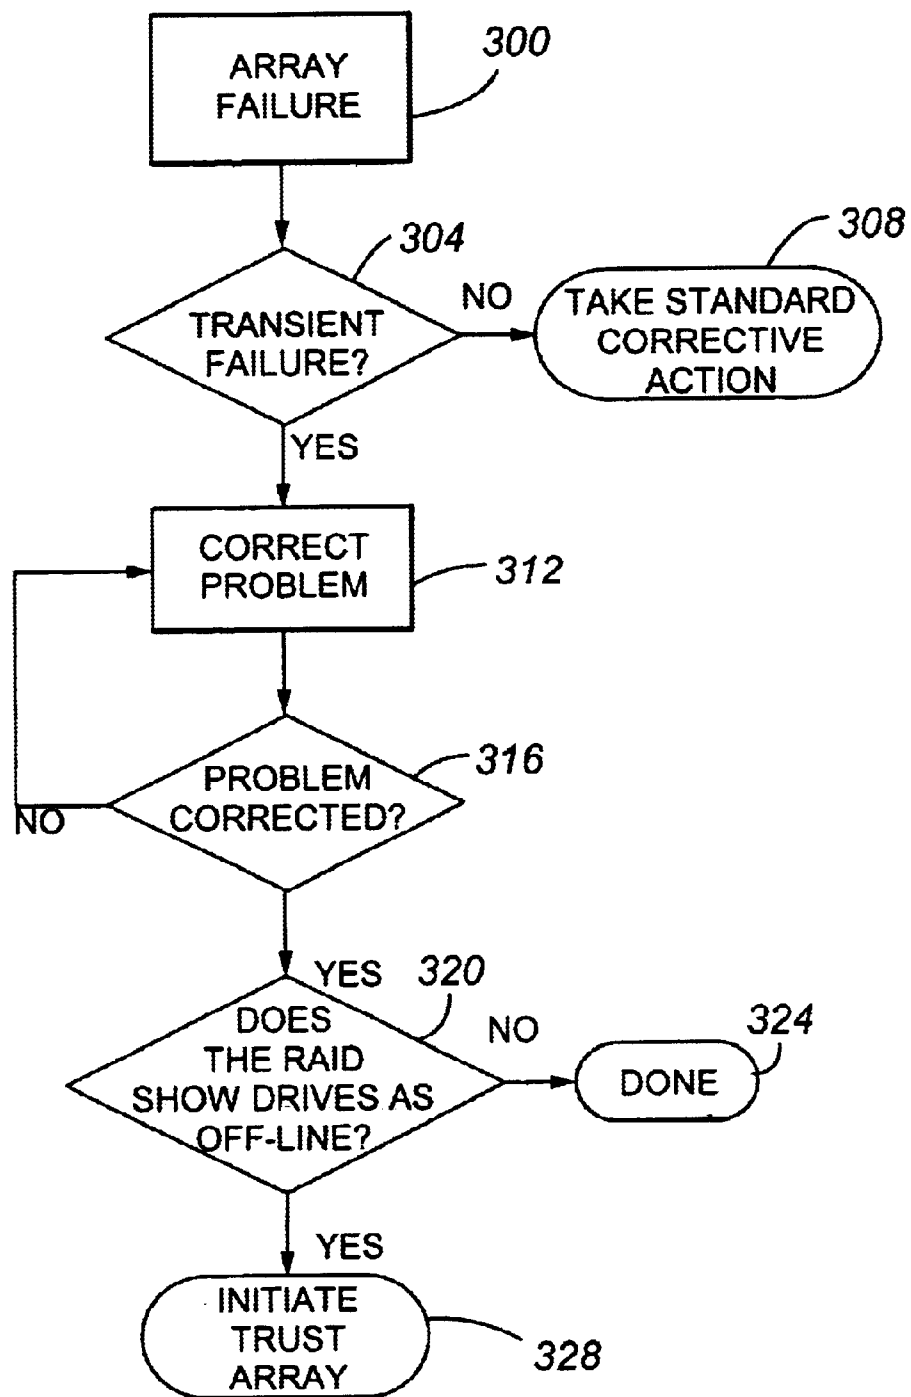 ARRAY
FAILURE
300
304
TRANSIENT
FAILURE?
NO
308
TAKE STANDARD
CORRECTIVE
ACTION
YES
CORRECT
PROBLEM
312
316
PROBLEM
CORRECTED?
NO
YES
320
DOES
THE RAID
SHOW DRIVES AS
OFF-LINE?
NO
324
DONE
YES
INITIATE
TRUST
ARRAY
328